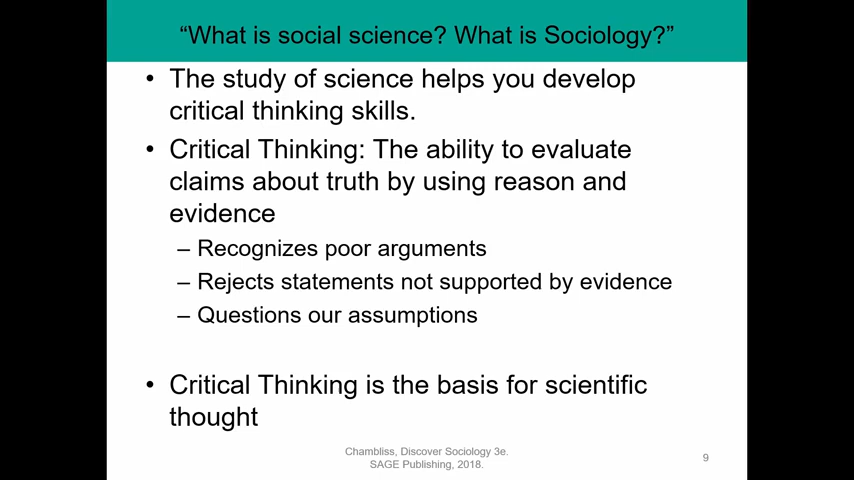 “What is social science? What is Sociology?”
• The study of science helps you develop
critical thinking skills.
• Critical Thinking: The ability to evaluate
claims about truth by using reason and
evidence
– Recognizes poor arguments
– Rejects statements not supported by evidence
– Questions our assumptions
• Critical Thinking is the basis for scientific
thought
Chambliss, Discover Sociology 3e.
SAGE Publishing, 2018.
9